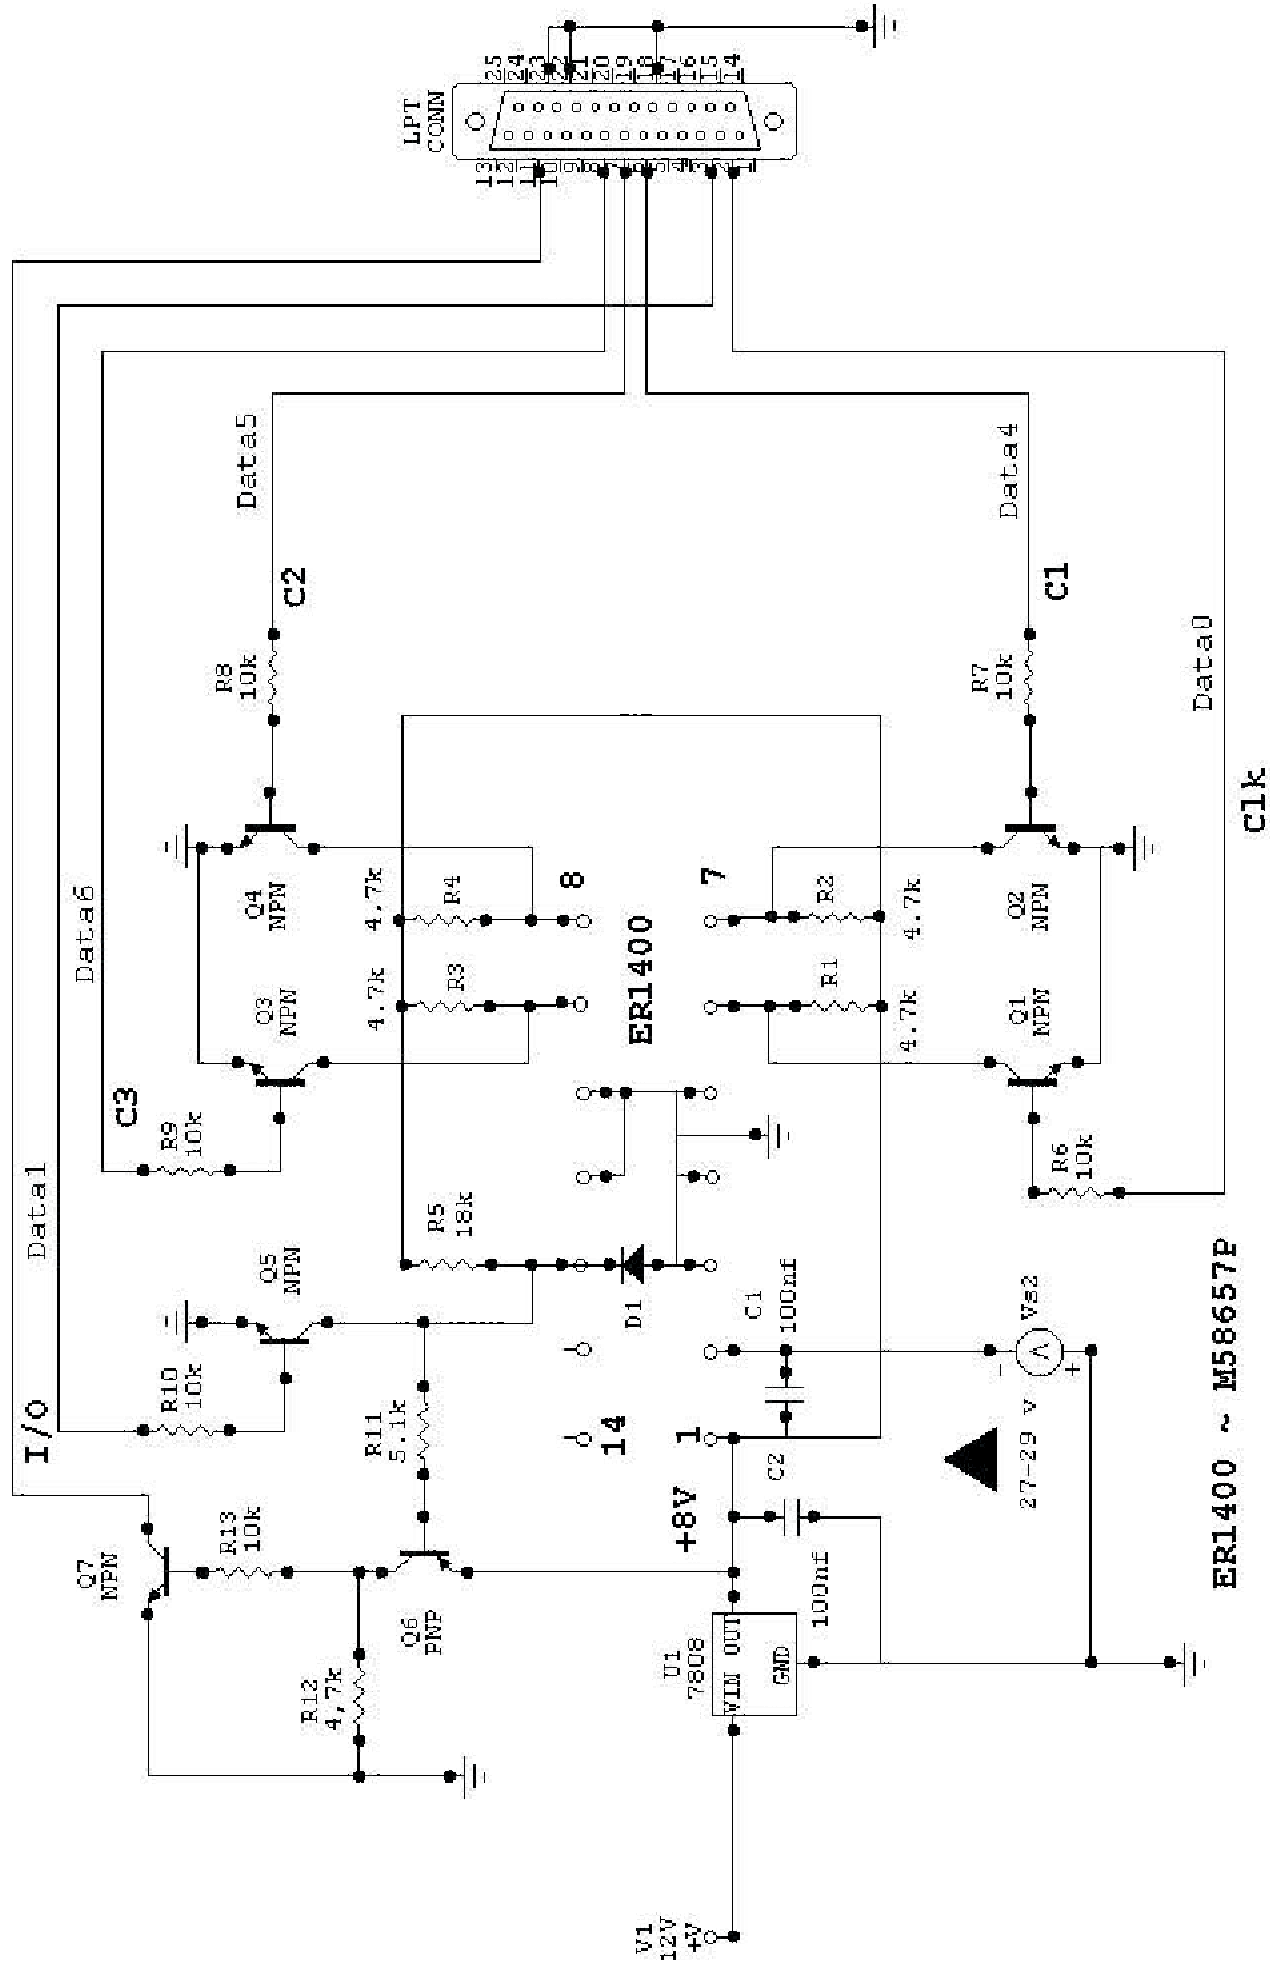 LPT
CONN
25
24
23
22
21
20
19
18
17
16
15
14
13
12
11
10
9
5
4
3
2
1
Data5
Data4
C2
C1
R8
10k
R7
10k
Data0
Clk
Q4
NPN
4.7k
R4
8
7
R2
4.7k
Q2
NPN
Data6
Q3
NPN
4.7k
R3
ER1400
R1
4.7k
Q1
NPN
C3
R9
10k
R6
10k
Data1
R5
18k
Q5
NPN
D1
C1
100nf
Vs2
I/O
R10
10k
R11
5.1k
14
1
C2
- +
27-29 v
ER1400 ~ M58657P
+8V
Q7
NPN
R13
10k
Q6
PNP
100nf
U1
7808
VIN OUT
GND
R12
4,7k
V1
12V
+V